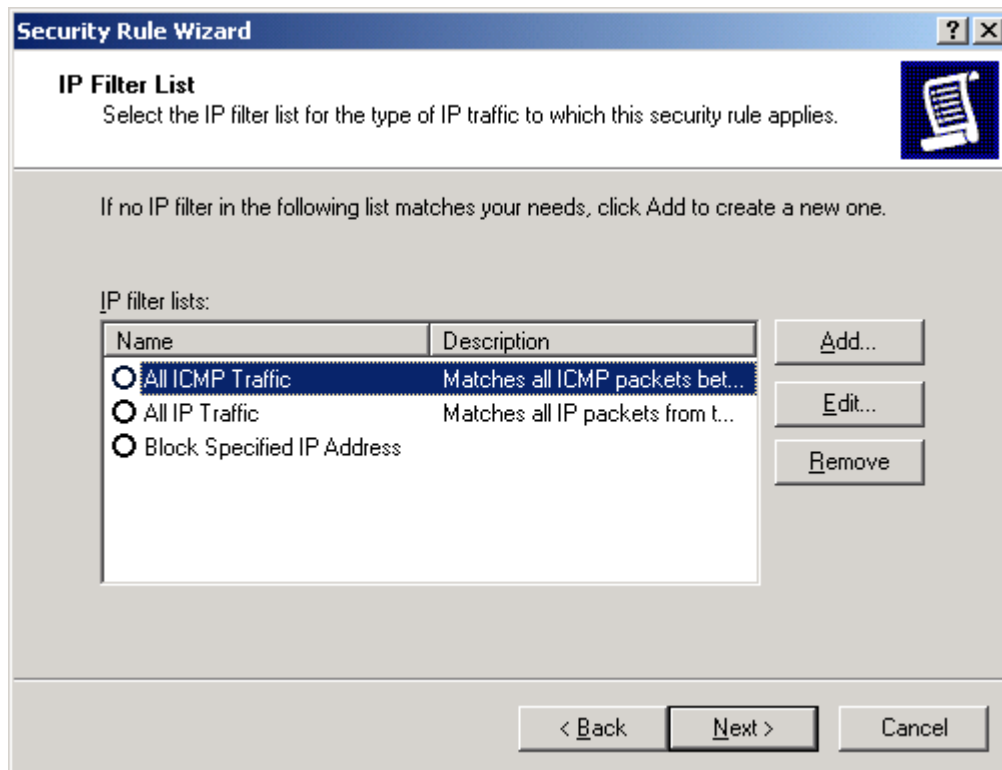 Security Rule Wizard
IP Filter List
Select the IP filter list for the type of IP traffic to which this security rule applies.
If no IP filter in the following list matches your needs, click Add to create a new one.
IP filter lists:
Name Description
All ICMP Traffic Matches all ICMP packets bet...
All IP Traffic Matches all IP packets from t...
Block Specified IP Address
Add...
Edit...
Remove
< Back Next > Cancel